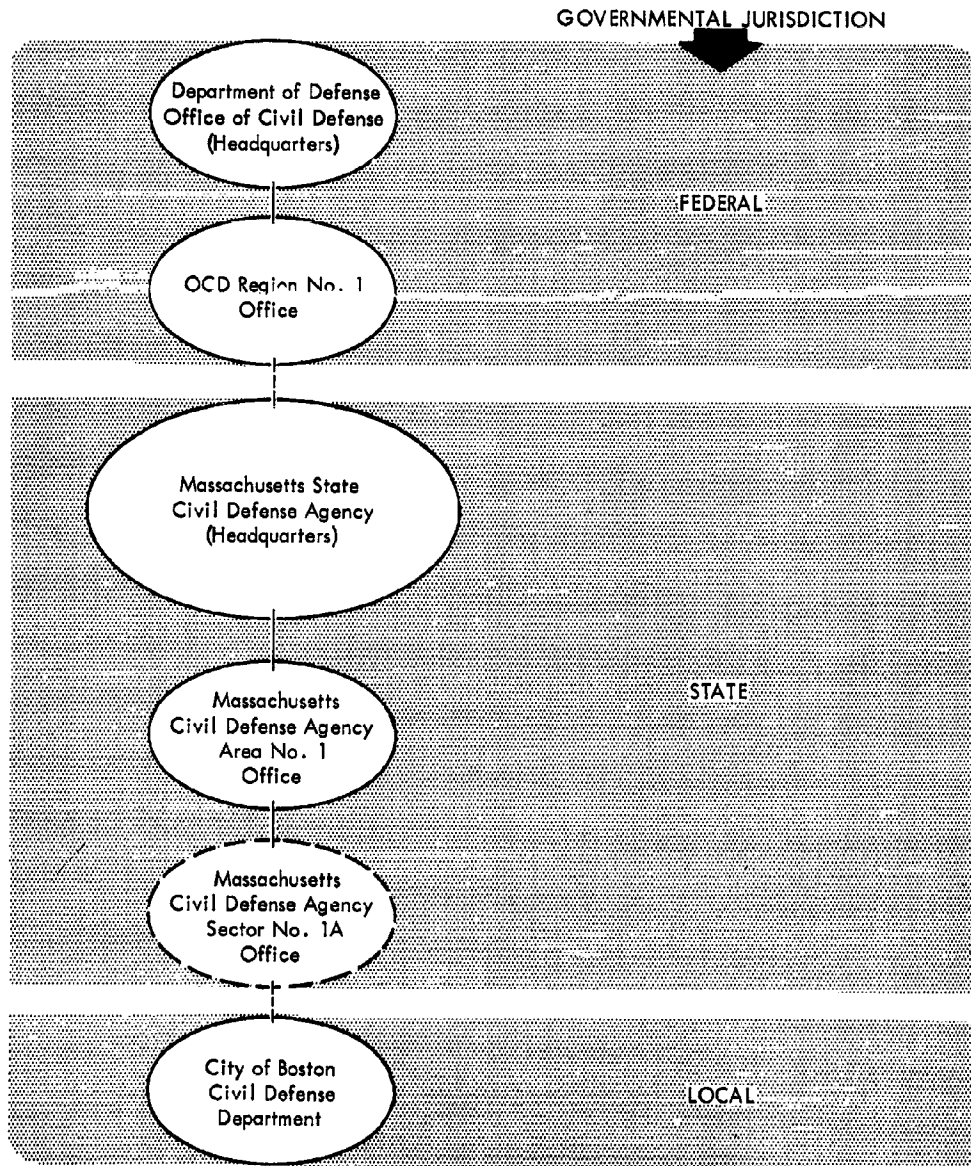 GOVERNMENTAL JURISDICTION
Department of Defense
Office of Civil Defense
(Headquarters)
FEDERAL
OCD Region No. 1
Office
Massachusetts State
Civil Defense Agency
(Headquarters)
STATE
Massachusetts
Civil Defense Agency
Area No. 1
Office
Massachusetts
Civil Defense Agency
Sector No. 1A
Office
City of Boston
Civil Defense
Department
LOCAL